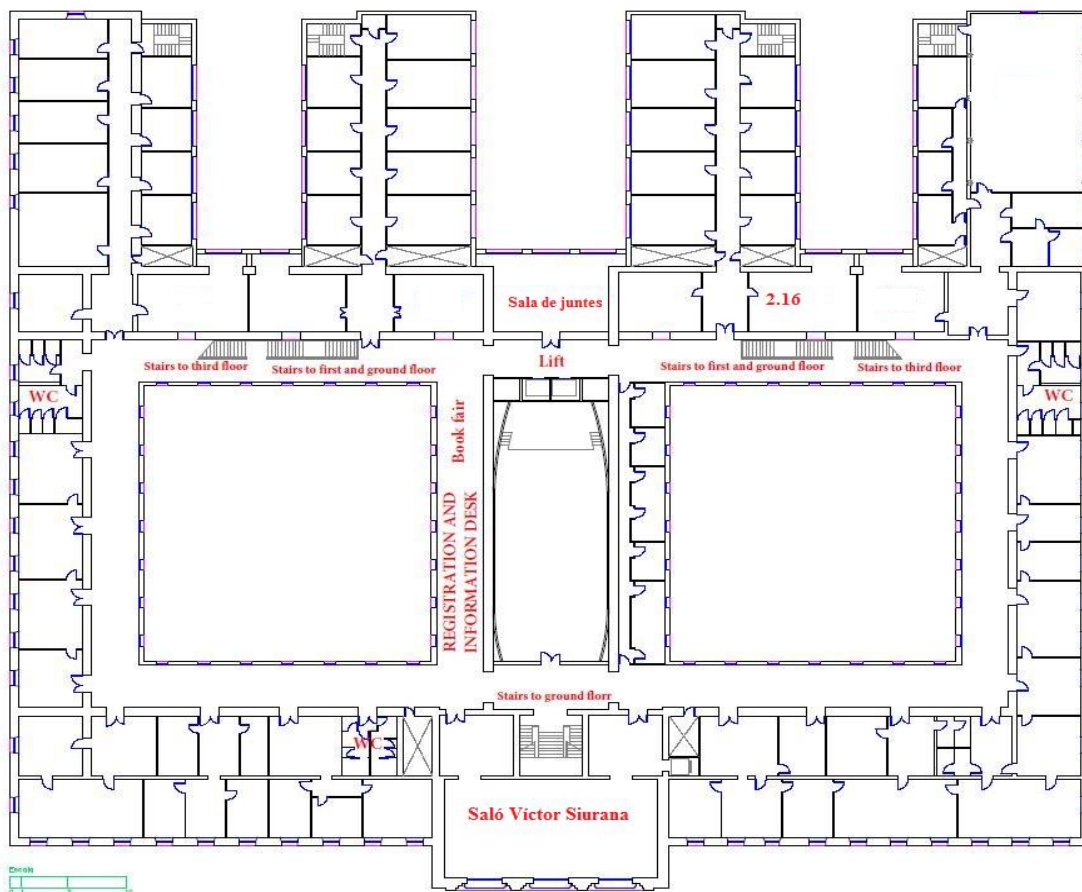 Sala de juntes
2.16
Stairs to third floor
Stairs to first and ground floor
Lift
Stairs to first and ground floor
Stairs to third floor
WC
WC
Book fair
REGISTRATION AND
INFORMATION DESK
Stairs to ground florr
WC
Saló Víctor Siurana
Escala